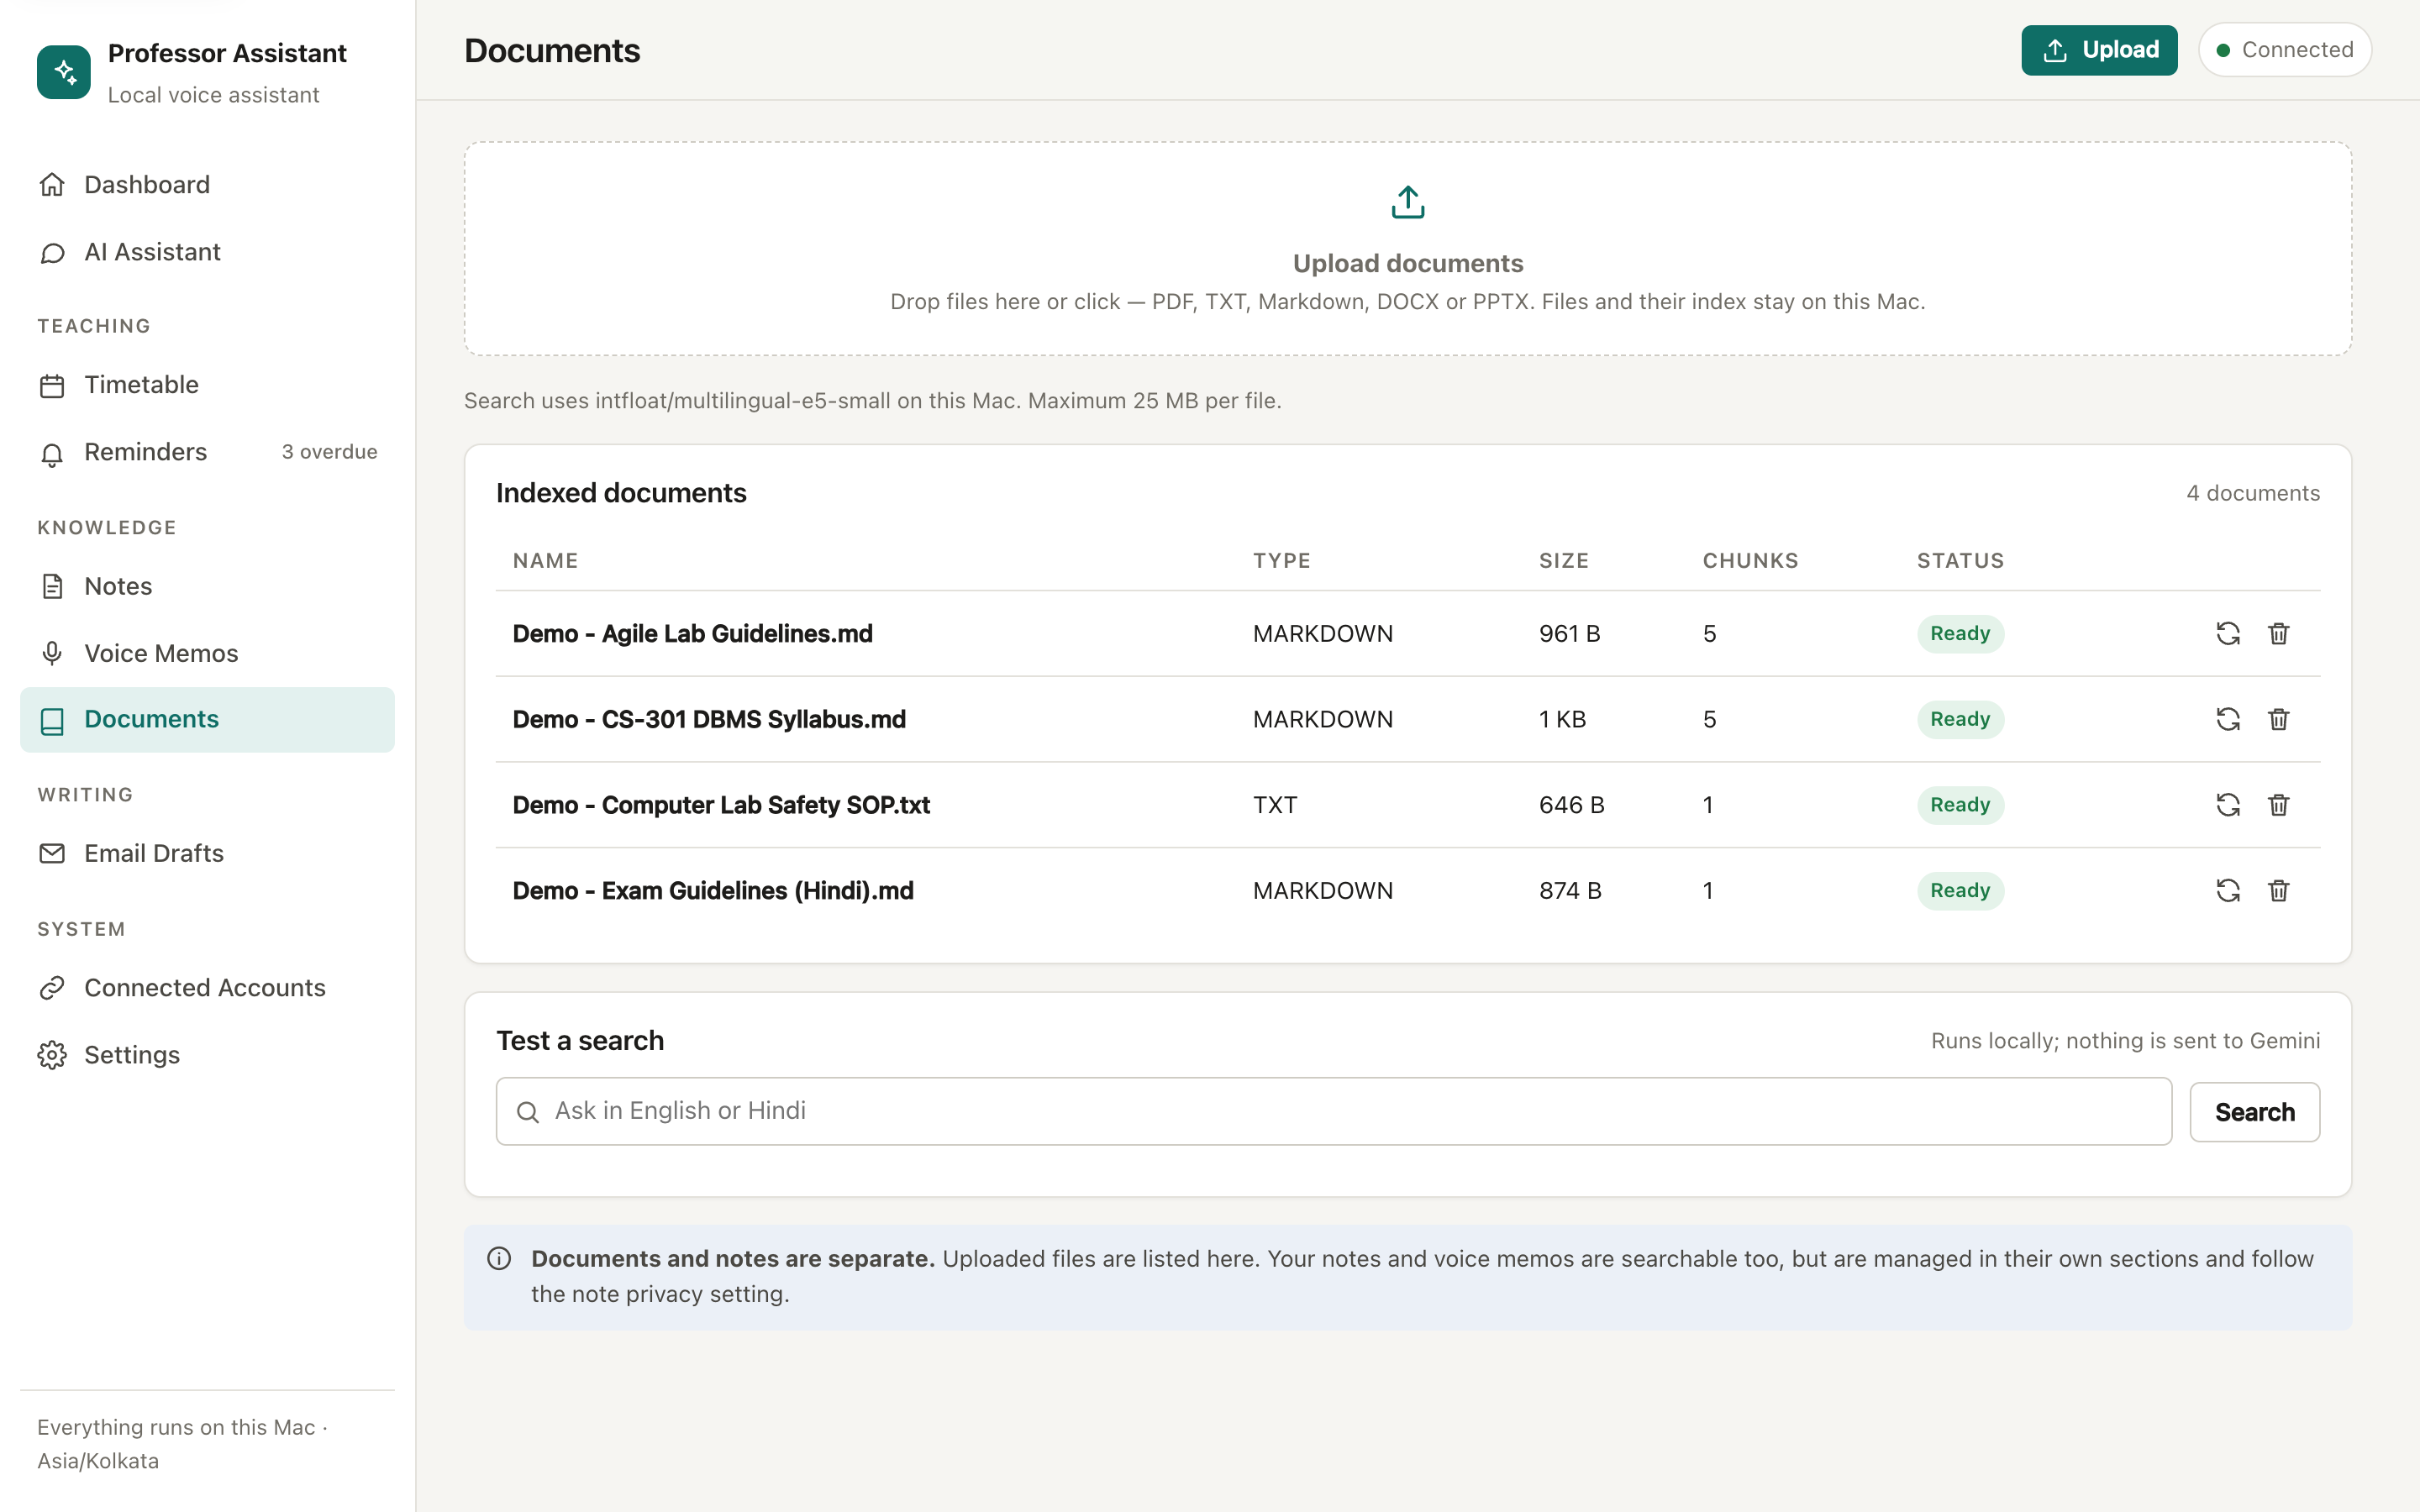 Professor Assistant
Local voice assistant
Dashboard
AI Assistant
TEACHING
Timetable
Reminders 3 overdue
KNOWLEDGE
Notes
Voice Memos
Documents
WRITING
Email Drafts
SYSTEM
Connected Accounts
Settings
Everything runs on this Mac ·
Asia/Kolkata
Documents
Upload
Connected
Upload documents
Drop files here or click — PDF, TXT, Markdown, DOCX or PPTX. Files and their index stay on this Mac.
Search uses intfloat/multilingual-e5-small on this Mac. Maximum 25 MB per file.
Indexed documents 4 documents
NAME TYPE SIZE CHUNKS STATUS
Demo - Agile Lab Guidelines.md MARKDOWN 961 B 5 Ready
Demo - CS-301 DBMS Syllabus.md MARKDOWN 1 KB 5 Ready
Demo - Computer Lab Safety SOP.txt TXT 646 B 1 Ready
Demo - Exam Guidelines (Hindi).md MARKDOWN 874 B 1 Ready
Test a search Runs locally; nothing is sent to Gemini
Ask in English or Hindi Search
Documents and notes are separate. Uploaded files are listed here. Your notes and voice memos are searchable too, but are managed in their own sections and follow
the note privacy setting.